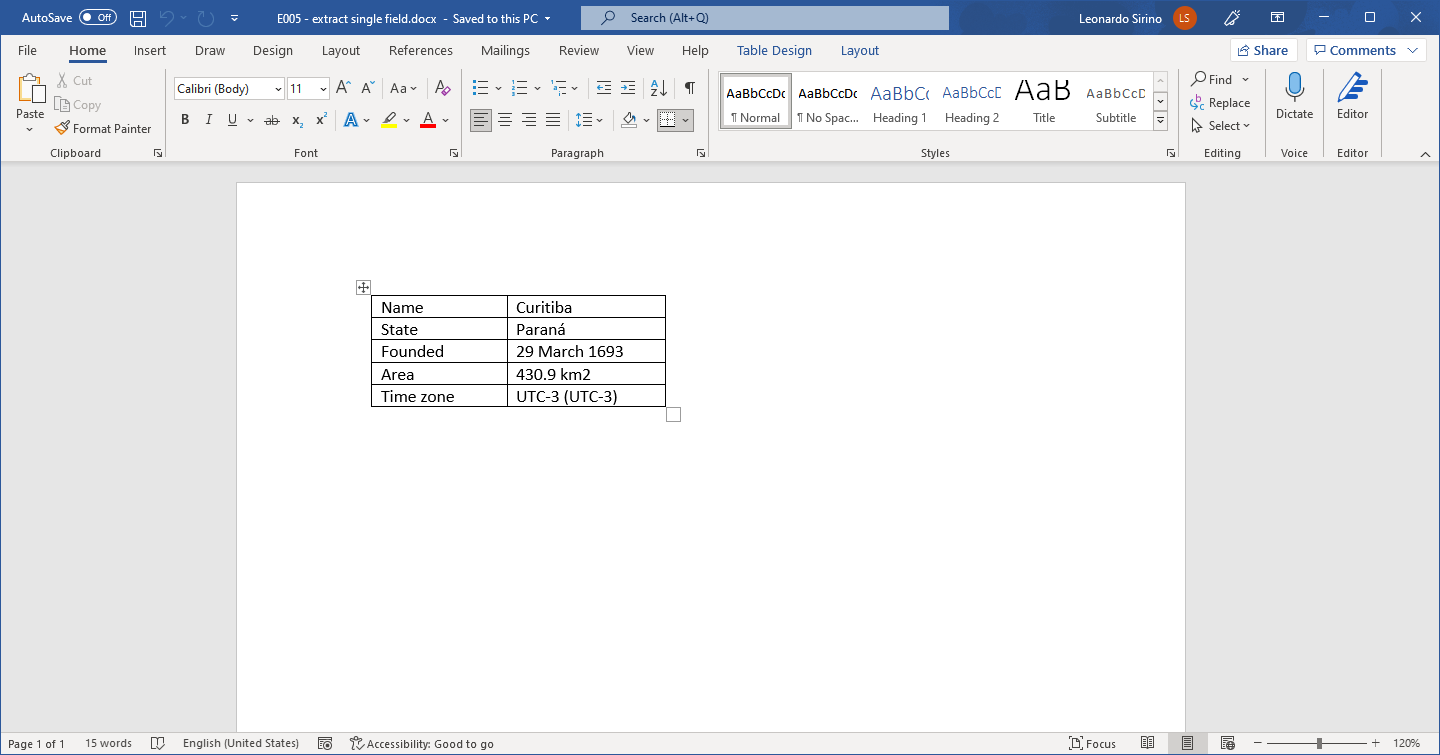 AutoSave Off E005 - extract single field.docx - Saved to this PC Search (Alt+Q) Leonardo Sirino LS
File Home Insert Draw Design Layout References Mailings Review View Help Table Design Layout Share Comments
Paste
Cut
Copy
Format Painter
Clipboard
Calibri (Body) 11
Font
Paragraph
AaBbCcDc AaBbCcDc AaBbCc AaBbCcD AaB AaBbCcD
¶ Normal ¶ No Spac... Heading 1 Heading 2 Title Subtitle
Styles
Find
Replace
Select
Editing
Dictate
Voice
Editor
Editor
Name Curitiba
State Paraná
Founded 29 March 1693
Area 430.9 km2
Time zone UTC-3 (UTC-3)
Page 1 of 1 15 words English (United States) Accessibility: Good to go Focus 120%